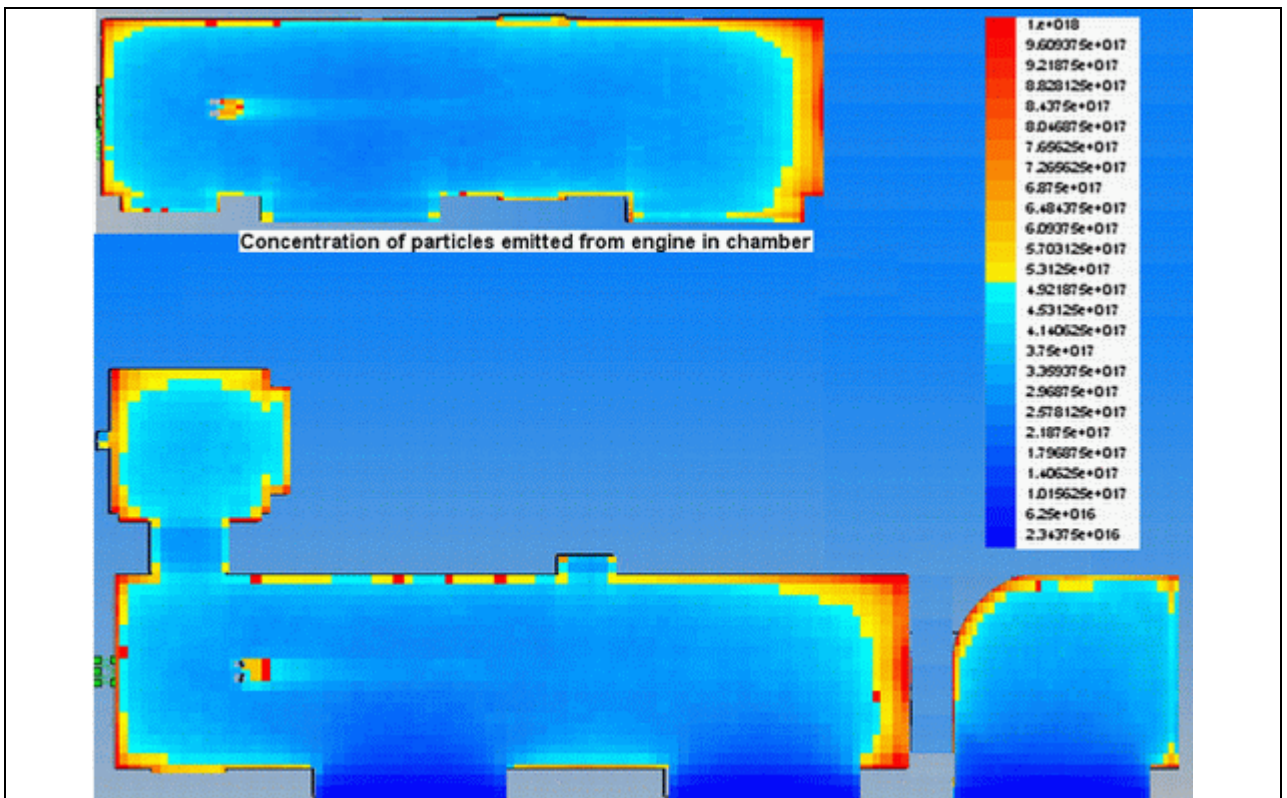 1.e+018
9.609375e+017
9.21875e+017
8.828125e+017
8.4375e+017
8.046875e+017
7.65625e+017
7.265625e+017
6.875e+017
6.484375e+017
6.09375e+017
5.703125e+017
5.3125e+017
4.921875e+017
4.53125e+017
4.140625e+017
3.75e+017
3.359375e+017
2.96875e+017
2.578125e+017
2.1875e+017
1.796875e+017
1.40625e+017
1.015625e+017
6.25e+016
2.34375e+016
Concentration of particles emitted from engine in chamber